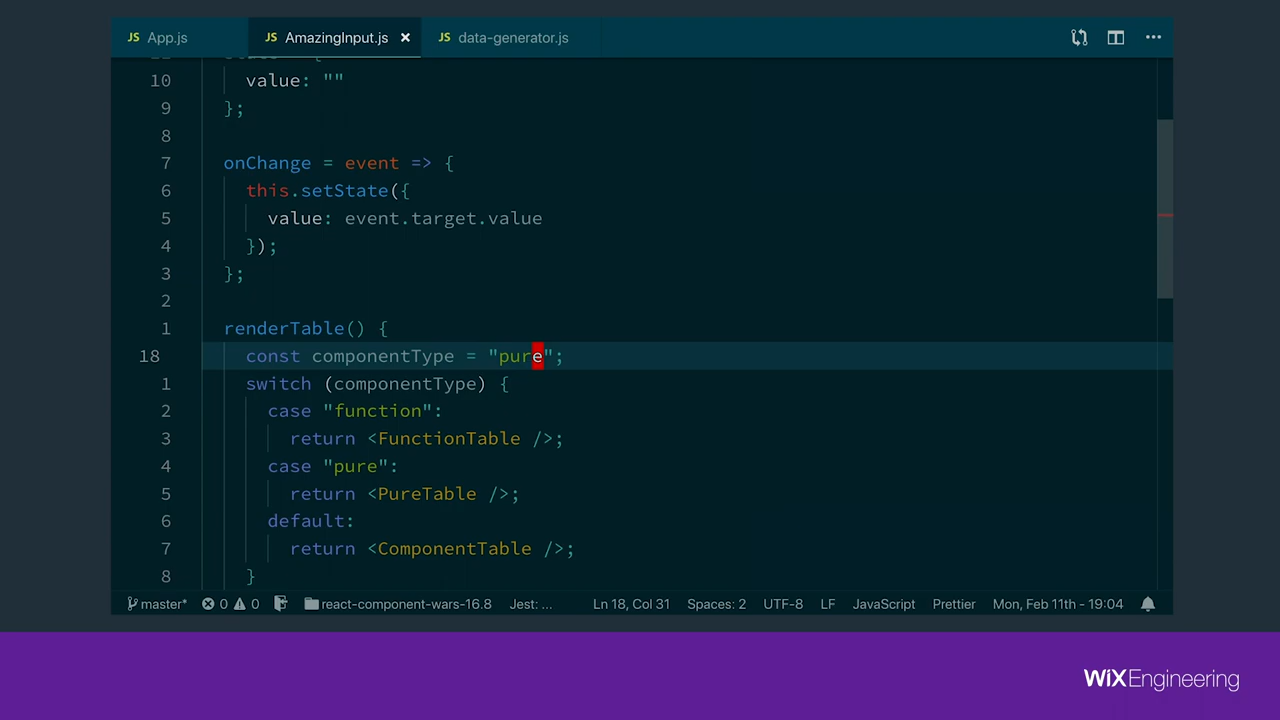 JS App.js JS AmazingInput.js × JS data-generator.js
10 value: ""
9 };
8
7 onChange = event => {
6 this.setState({
5 value: event.target.value
4 });
3 };
2
1 renderTable() {
18 const componentType = "pure";
1 switch (componentType) {
2 case "function":
3 return <FunctionTable />;
4 case "pure":
5 return <PureTable />;
6 default:
7 return <ComponentTable />;
8 }
master* 0 0 react-component-wars-16.8 Jest: ... Ln 18, Col 31 Spaces: 2 UTF-8 LF JavaScript Prettier Mon, Feb 11th - 19:04
WiXEngineering